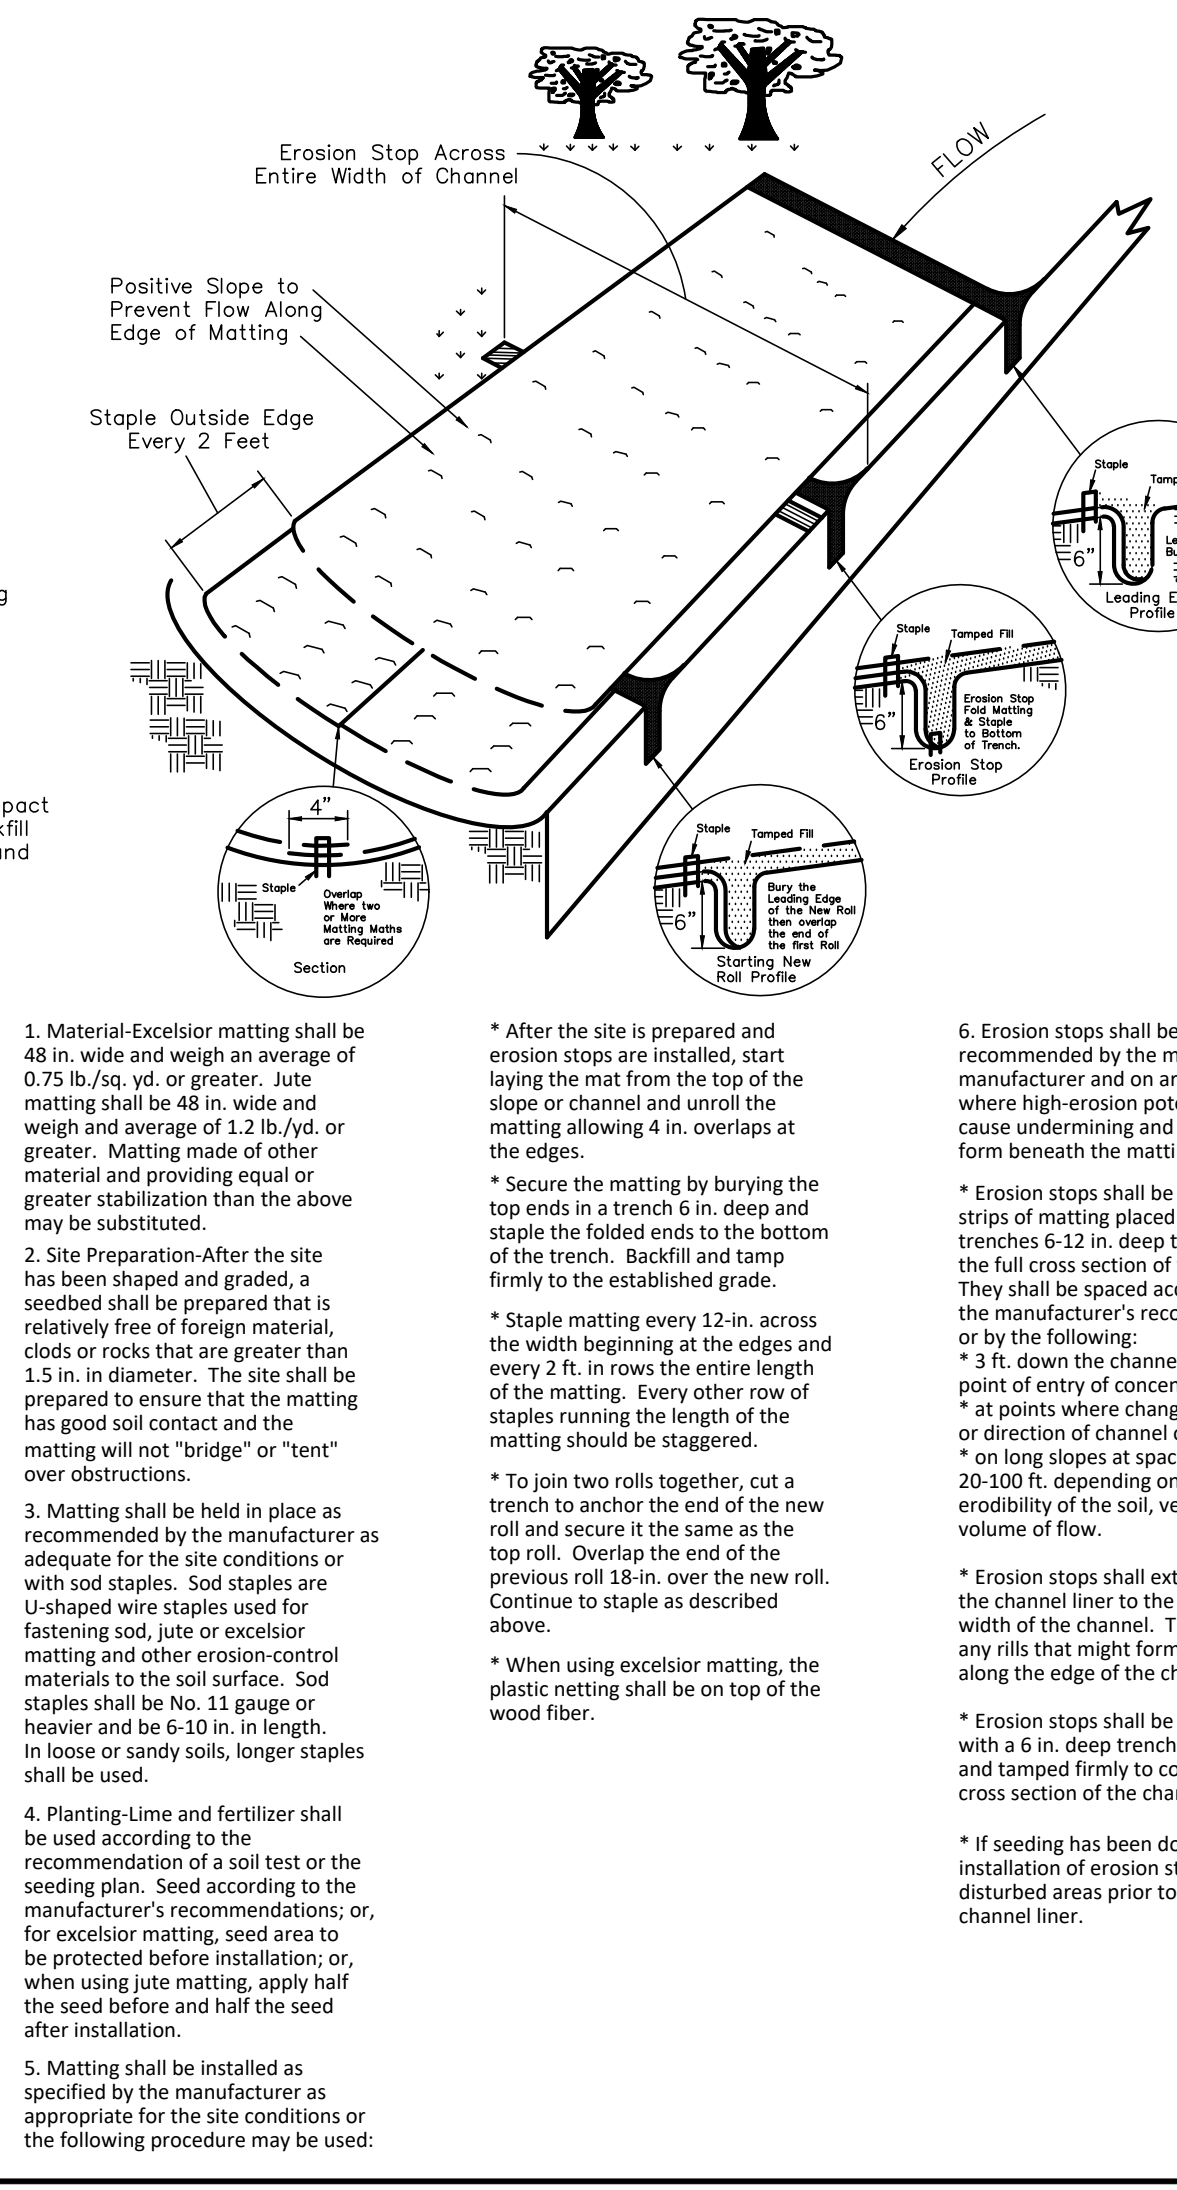 Erosion Stop Across
Entire Width of Channel
FLOW
Positive Slope to
Prevent Flow Along
Edge of Matting
Staple Outside Edge
Every 2 Feet
g
pact
kfill
and
Staple
Tamp
6"
Le
Bu
Leading E
Profile
Staple
Tamped Fill
6"
Erosion Stop
Fold Matting
& Staple
to Bottom
of Trench.
Erosion Stop
Profile
4"
Staple
Overlap
Where two
or More
Matting Maths
are Required
Section
Staple
Tamped Fill
6"
Bury the
Leading Edge
of the New Roll
then overlap
the end of
the first Roll
Starting New
Roll Profile
1. Material-Excelsior matting shall be
48 in. wide and weigh an average of
0.75 lb./sq. yd. or greater. Jute
matting shall be 48 in. wide and
weigh and average of 1.2 lb./yd. or
greater. Matting made of other
material and providing equal or
greater stabilization than the above
may be substituted.
2. Site Preparation-After the site
has been shaped and graded, a
seedbed shall be prepared that is
relatively free of foreign material,
clods or rocks that are greater than
1.5 in. in diameter. The site shall be
prepared to ensure that the matting
has good soil contact and the
matting will not "bridge" or "tent"
over obstructions.
3. Matting shall be held in place as
recommended by the manufacturer as
adequate for the site conditions or
with sod staples. Sod staples are
U-shaped wire staples used for
fastening sod, jute or excelsior
matting and other erosion-control
materials to the soil surface. Sod
staples shall be No. 11 gauge or
heavier and be 6-10 in. in length.
In loose or sandy soils, longer staples
shall be used.
4. Planting-Lime and fertilizer shall
be used according to the
recommendation of a soil test or the
seeding plan. Seed according to the
manufacturer's recommendations; or,
for excelsior matting, seed area to
be protected before installation; or,
when using jute matting, apply half
the seed before and half the seed
after installation.
5. Matting shall be installed as
specified by the manufacturer as
appropriate for the site conditions or
the following procedure may be used:
* After the site is prepared and
erosion stops are installed, start
laying the mat from the top of the
slope or channel and unroll the
matting allowing 4 in. overlaps at
the edges.
* Secure the matting by burying the
top ends in a trench 6 in. deep and
staple the folded ends to the bottom
of the trench. Backfill and tamp
firmly to the established grade.
* Staple matting every 12-in. across
the width beginning at the edges and
every 2 ft. in rows the entire length
of the matting. Every other row of
staples running the length of the
matting should be staggered.
* To join two rolls together, cut a
trench to anchor the end of the new
roll and secure it the same as the
top roll. Overlap the end of the
previous roll 18-in. over the new roll.
Continue to staple as described
above.
* When using excelsior matting, the
plastic netting shall be on top of the
wood fiber.
6. Erosion stops shall be
recommended by the m
manufacturer and on ar
where high-erosion pote
cause undermining and
form beneath the matti
* Erosion stops shall be
strips of matting placed
trenches 6-12 in. deep t
the full cross section of
They shall be spaced acc
the manufacturer's reco
or by the following:
* 3 ft. down the channe
point of entry of concen
* at points where chang
or direction of channel o
* on long slopes at spac
20-100 ft. depending on
erodibility of the soil, ve
volume of flow.
* Erosion stops shall ext
the channel liner to the
width of the channel. T
any rills that might form
along the edge of the ch
* Erosion stops shall be
with a 6 in. deep trench
and tamped firmly to co
cross section of the char
* If seeding has been do
installation of erosion st
disturbed areas prior to
channel liner.